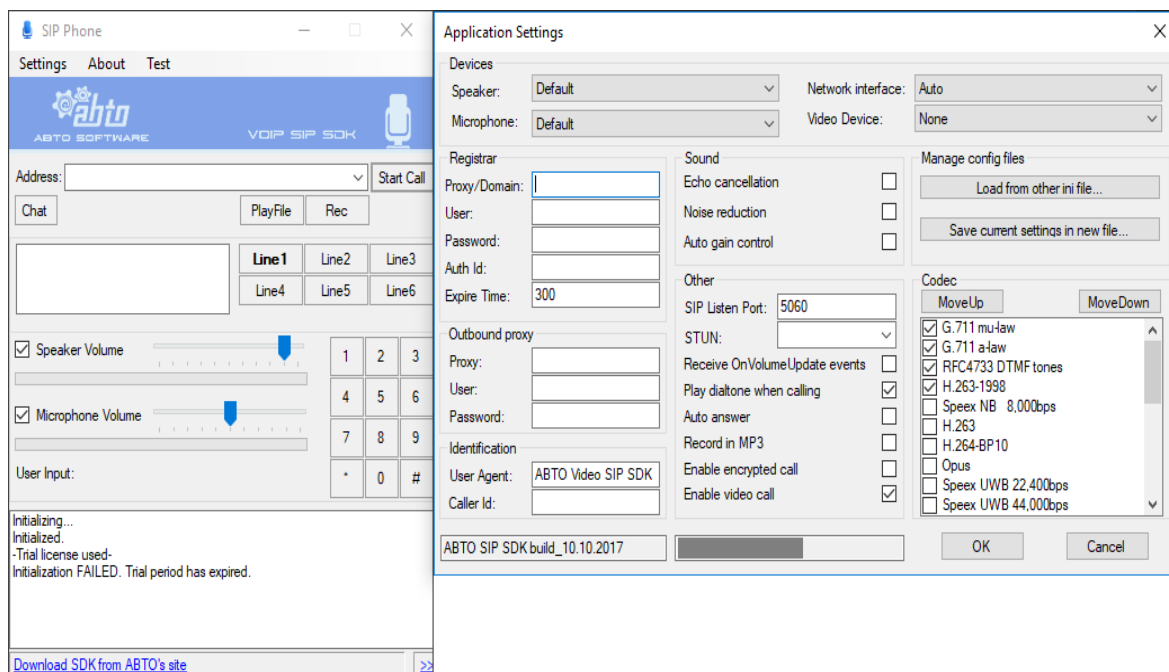 SIP Phone
Settings About Test
abto
ABTO SOFTWARE
VOIP SIP SDK
Address:
Start Call
Chat
PlayFile
Rec
Line1 Line2 Line3
Line4 Line5 Line6
Speaker Volume
Microphone Volume
User Input:
1 2 3
4 5 6
7 8 9
* 0 #
Initializing...
Initialized.
-Trial license used-
Initialization FAILED. Trial period has expired.
Download SDK from ABTO's site
>>
Application Settings
Devices
Speaker: Default
Microphone: Default
Network interface: Auto
Video Device: None
Registrar
Proxy/Domain:
User:
Password:
Auth Id:
Expire Time: 300
Outbound proxy
Proxy:
User:
Password:
Identification
User Agent: ABTO Video SIP SDK
Caller Id:
ABTO SIP SDK build_10.10.2017
Sound
Echo cancellation
Noise reduction
Auto gain control
Other
SIP Listen Port: 5060
STUN:
Receive OnVolumeUpdate events
Play dialtone when calling
Auto answer
Record in MP3
Enable encrypted call
Enable video call
Manage config files
Load from other ini file...
Save current settings in new file...
Codec
MoveUp MoveDown
G.711 mu-law
G.711 a-law
RFC4733 DTMF tones
H.263-1998
Speex NB 8,000bps
H.263
H.264-BP10
Opus
Speex UWB 22,400bps
Speex UWB 44,000bps
OK Cancel